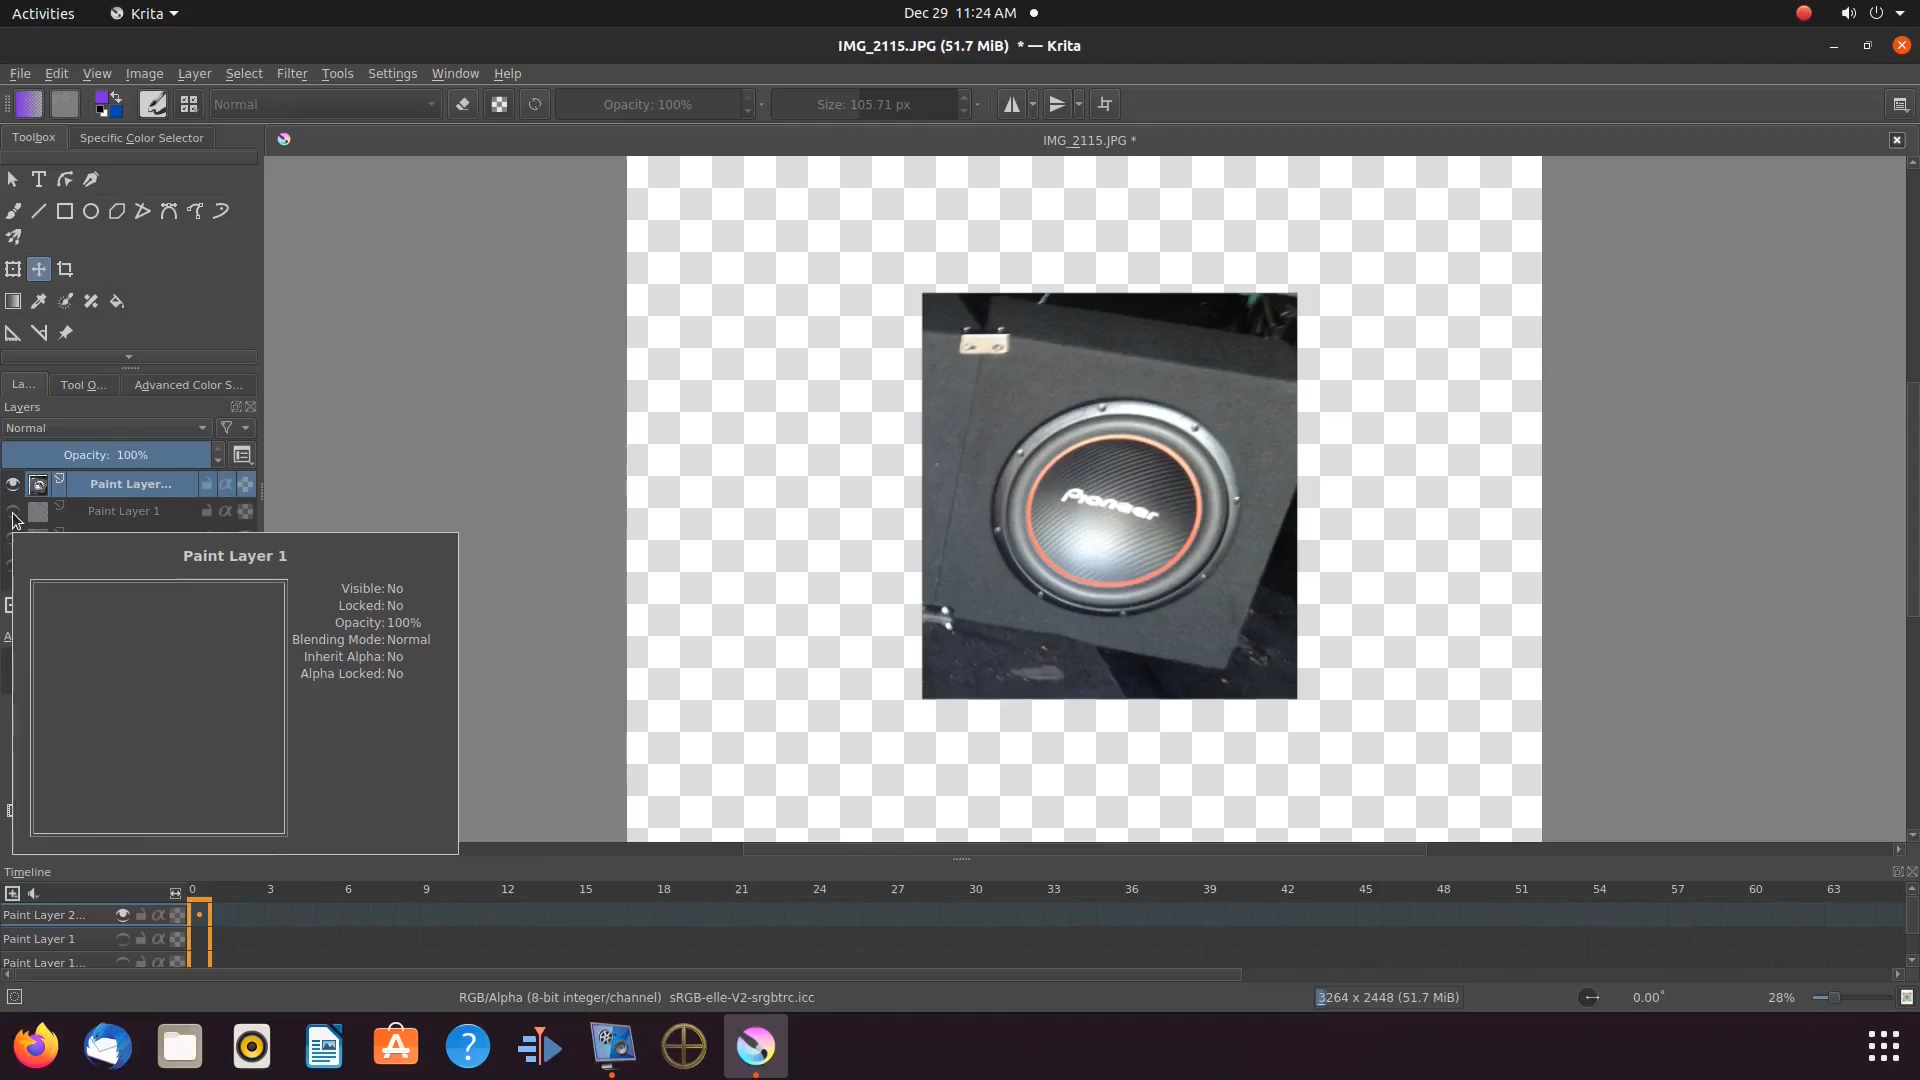 Activities Krita Dec 29 11:24 AM
IMG_2115.JPG (51.7 MiB) * — Krita
File Edit View Image Layer Select Filter Tools Settings Window Help
Normal Opacity: 100% Size: 105.71 px
Toolbox Specific Color Selector IMG_2115.JPG *
La... Tool O... Advanced Color S...
Layers
Normal
Opacity: 100%
Paint Layer...
Paint Layer 1
Paint Layer 1
Visible: No
Locked: No
Opacity: 100%
Blending Mode: Normal
Inherit Alpha: No
Alpha Locked: No
Pioneer
Timeline
0 3 6 9 12 15 18 21 24 27 30 33 36 39 42 45 48 51 54 57 60 63
Paint Layer 2...
Paint Layer 1
Paint Layer 1...
RGB/Alpha (8-bit integer/channel) sRGB-elle-V2-srgbtrc.icc 3264 x 2448 (51.7 MiB) 0.00° 28%